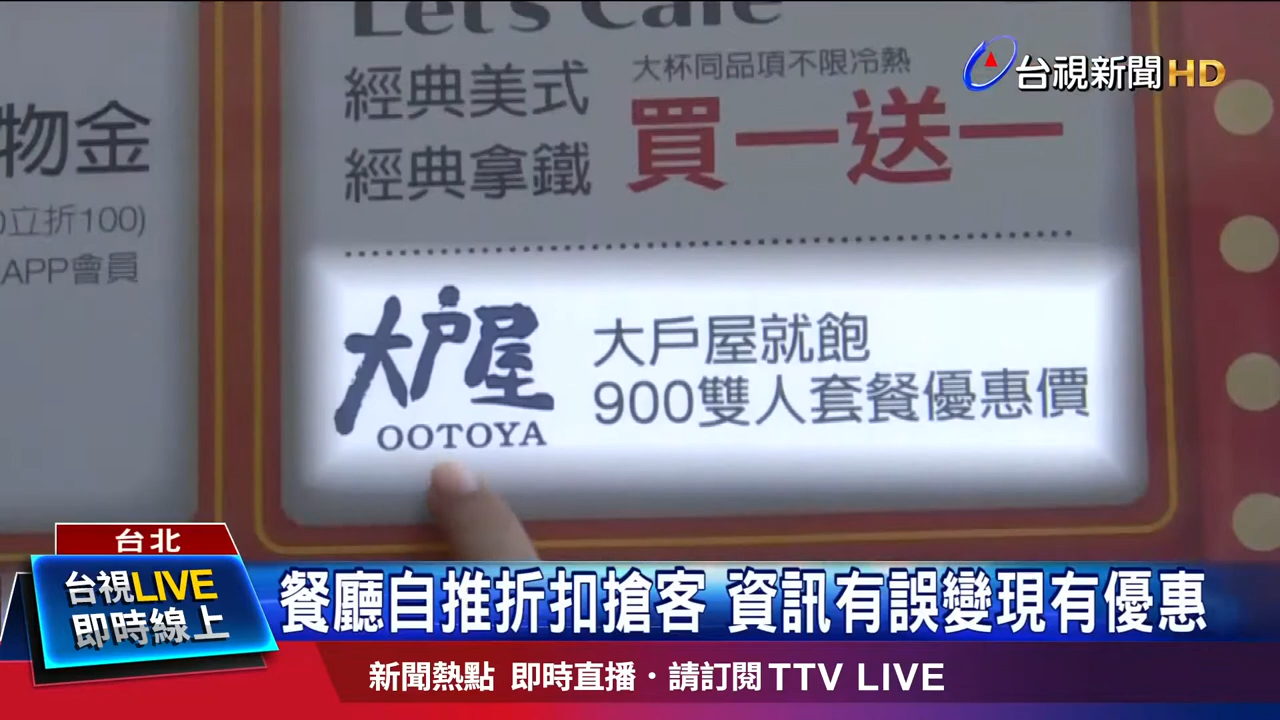 Let's Café
經典美式
經典拿鐵
大杯同品項不限冷熱
買一送一
物金
0立折100)
APP會員
大戶屋
OOTOYA
大戶屋就飽
900雙人套餐優惠價
台視新聞HD
台北
台視LIVE
即時線上
餐廳自推折扣搶客 資訊有誤變現有優惠
新聞熱點 即時直播・請訂閱TTV LIVE